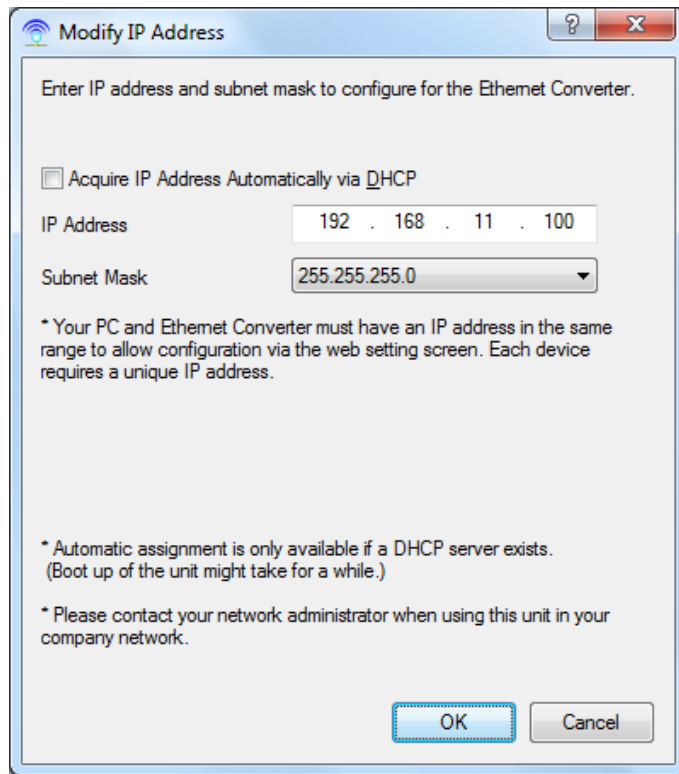 Modify IP Address
?
Enter IP address and subnet mask to configure for the Ethernet Converter.
Acquire IP Address Automatically via DHCP
IP Address 192 . 168 . 11 . 100
Subnet Mask 255.255.255.0
* Your PC and Ethernet Converter must have an IP address in the same
range to allow configuration via the web setting screen. Each device
requires a unique IP address.
* Automatic assignment is only available if a DHCP server exists.
(Boot up of the unit might take for a while.)
* Please contact your network administrator when using this unit in your
company network.
OK Cancel